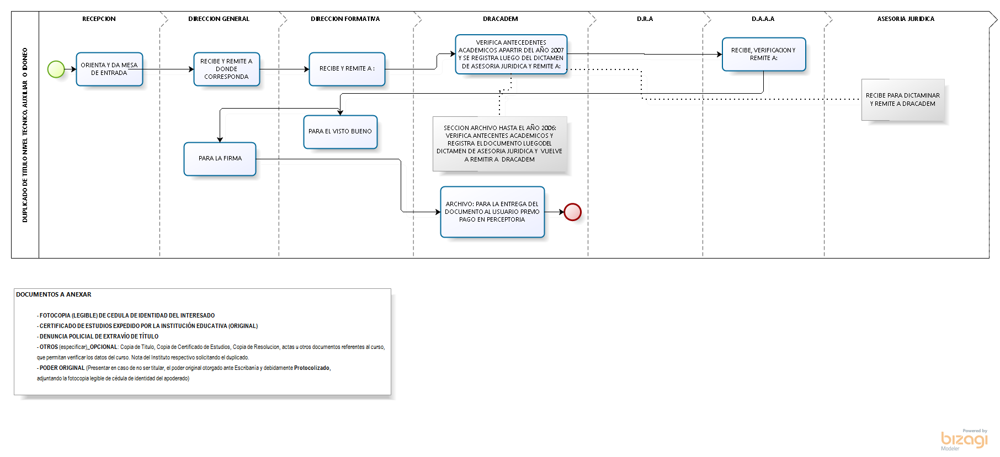 DUPLICADO DE TITULO NIVEL TECNICO, AUXILIAR  O IDONEO
RECEPCION
DIRECCION GENERAL
DIRECCION FORMATIVA
DRACADEM
D.R.A
D.A.A.A
ASESORIA JURIDICA
ORIENTA Y DA MESA
DE ENTRADA
RECIBE Y REMITE A
DONDE
CORRESPONDA
RECIBE Y REMITE A :
VERIFICA ANTECEDENTES
ACADEMICOS APARTIR DEL AÑO 2007
Y SE REGISTRA LUEGO DEL DICTAMEN
DE ASESORIA JURIDICA Y REMITE A:
RECIBE, VERIFICACION Y
REMITE A:
RECIBE PARA DICTAMINAR
Y REMITE A DRACADEM
PARA EL VISTO BUENO
SECCION ARCHIVO HASTA EL AÑO 2006:
VERIFICA ANTECENTES ACADEMICOS Y
REGISTRA EL DOCUMENTO LUEGODEL
DICTAMEN DE ASESORIA JURIDICA Y  VUELVE
A REMITIR A  DRACADEM
PARA LA FIRMA
ARCHIVO: PARA LA ENTREGA DEL
DOCUMENTO AL USUARIO PREVIO
PAGO EN PERCEPTORIA
DOCUMENTOS A ANEXAR
- FOTOCOPIA (LEGIBLE) DE CEDULA DE IDENTIDAD DEL INTERESADO
- CERTIFICADO DE ESTUDIOS EXPEDIDO POR LA INSTITUCIÓN EDUCATIVA (ORIGINAL)
- DENUNCIA POLICIAL DE EXTRAVÍO DE TÍTULO
- OTROS (especificar)_OPCIONAL: Copia de Titulo, Copia de Certificado de Estudios, Copia de Resolucion, actas u otros documentos referentes al curso,
que permitan verificar los datos del curso. Nota del Instituto respectivo solicitando el duplicado.
- PODER ORIGINAL (Presentar en caso de no ser titular, el poder original otorgado ante Escribanía y debidamente Protocolizado,
adjuntando la fotocopia legible de cédula de identidad del apoderado)
Powered by
bizagi
Modeler